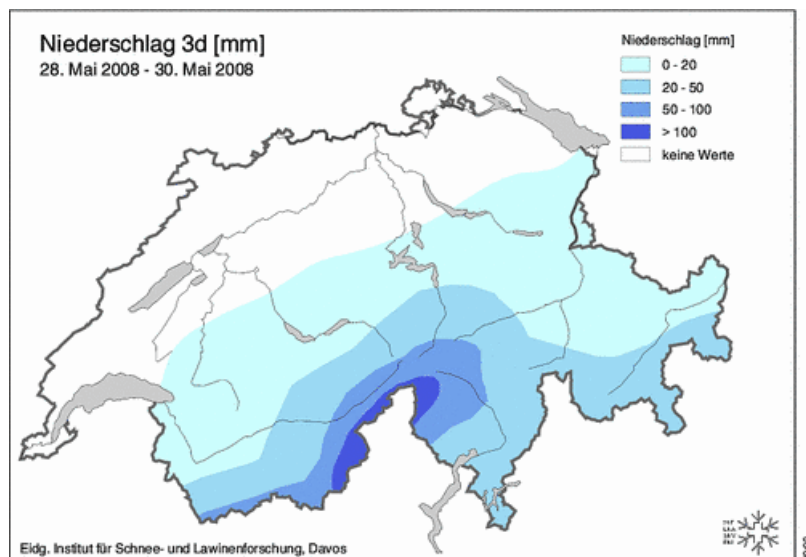 Niederschlag 3d [mm]
28. Mai 2008 - 30. Mai 2008
Niederschlag [mm]
0 - 20
20 - 50
50 - 100
> 100
keine Werte
Eidg. Institut für Schnee- und Lawinenforschung, Davos